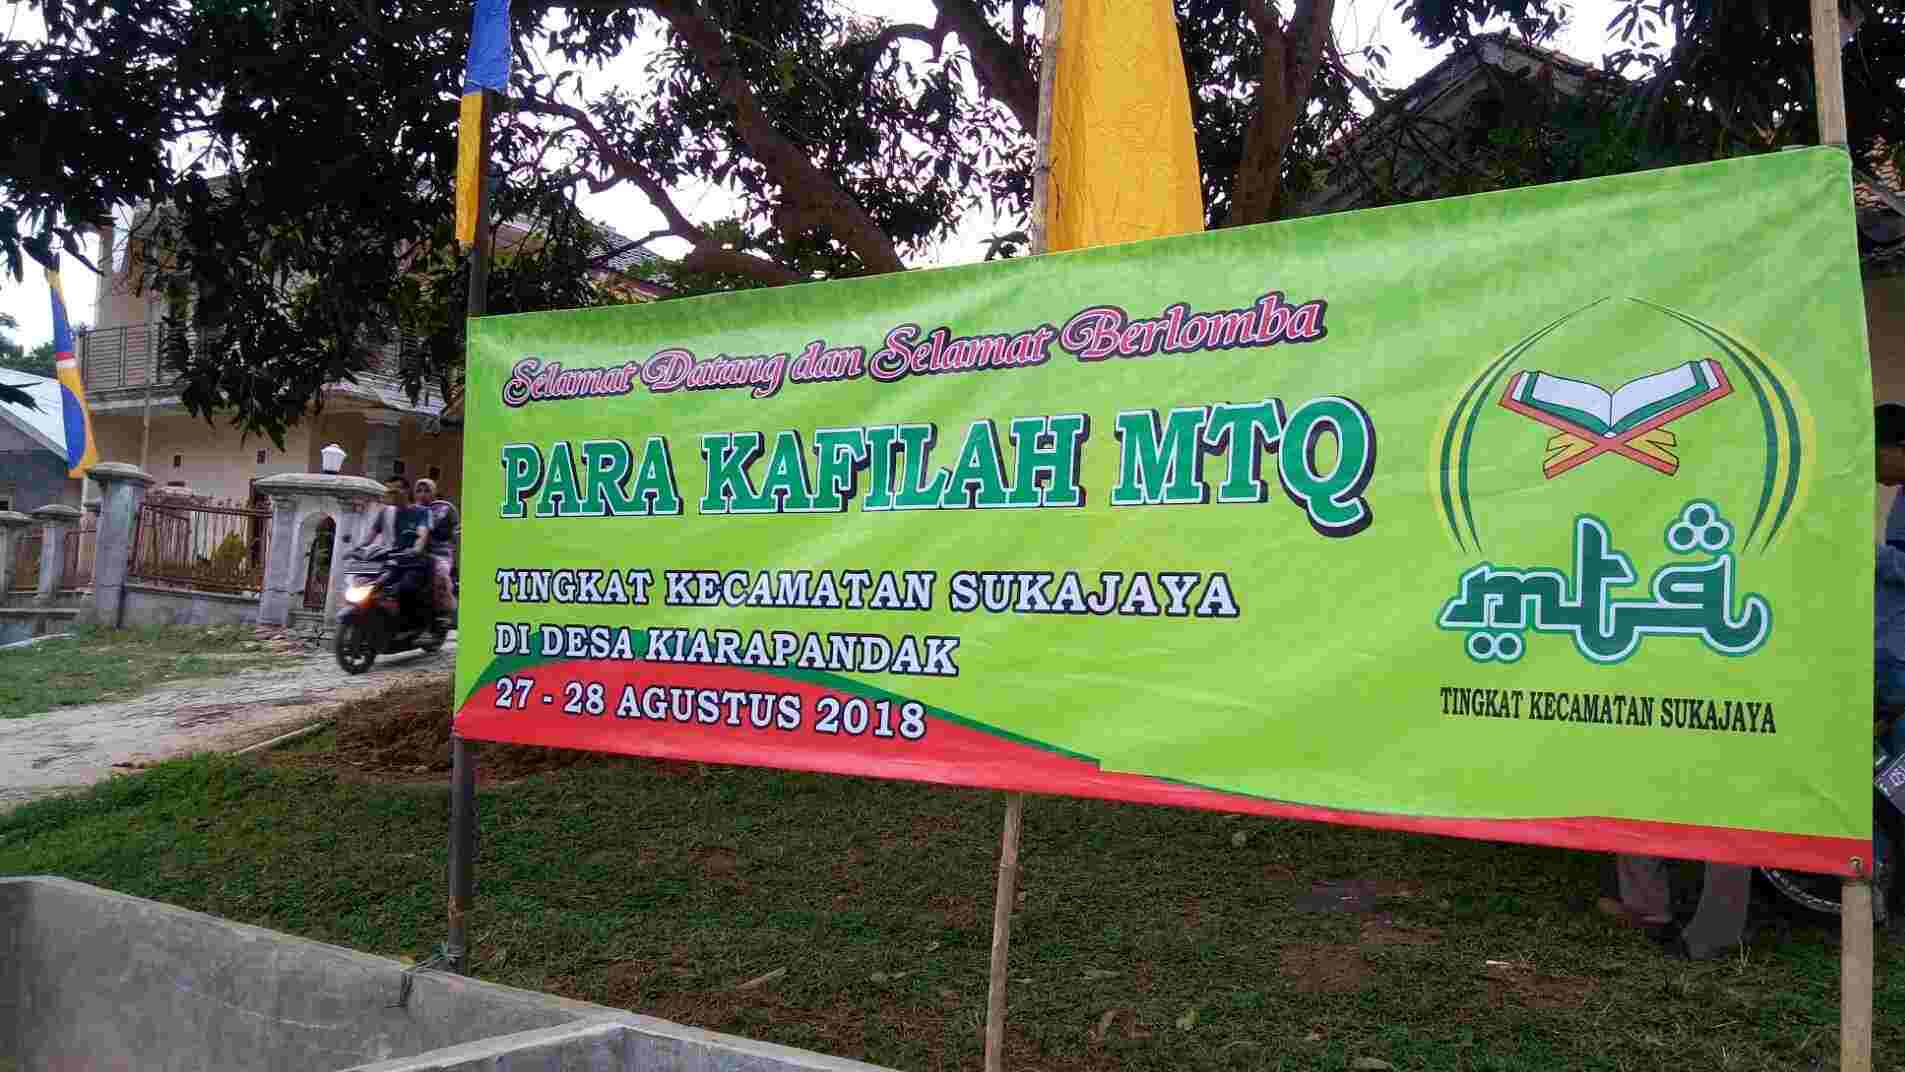 Selamat Datang dan Selamat Berlomba
PARA KAFILAH MTQ
TINGKAT KECAMATAN SUKAJAYA
DI DESA KIARAPANDAK
27 - 28 AGUSTUS 2018
mtq
TINGKAT KECAMATAN SUKAJAYA